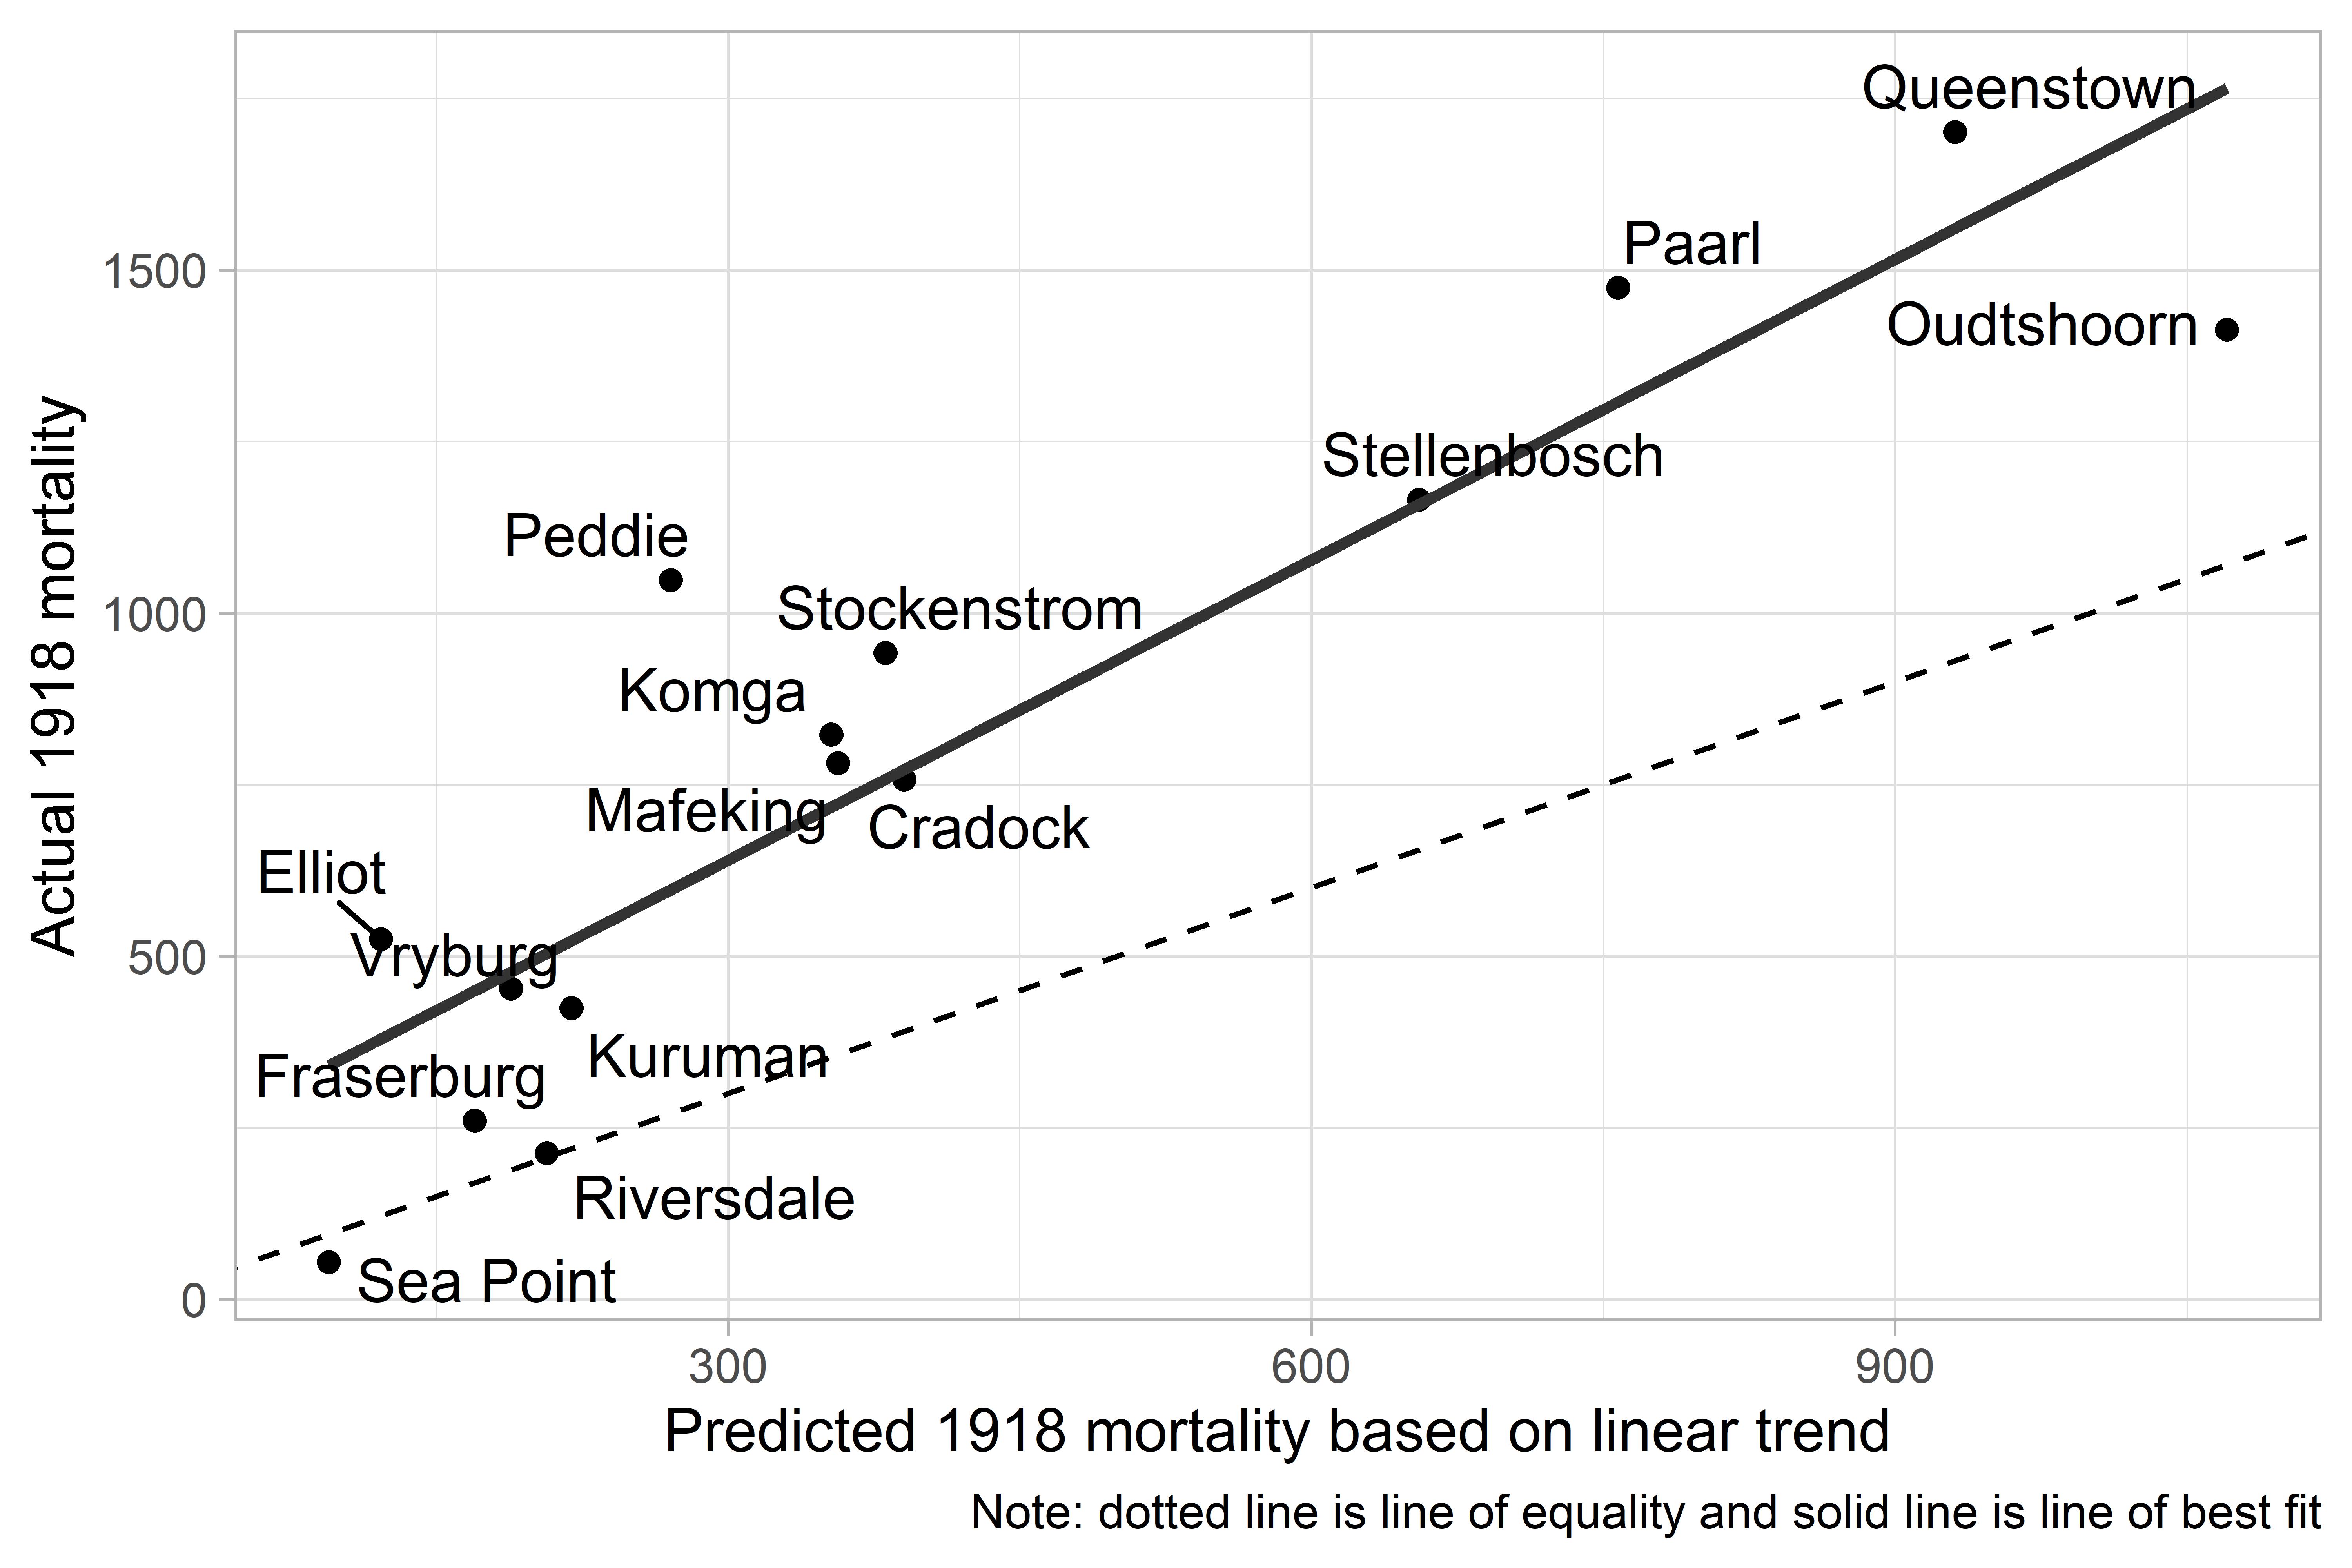 Queenstown
Paarl
1500
Oudtshoorn
Stellenbosch
Peddie
1000
Stockenstrom
Komga
Mafeking
Cradock
Elliot
Vryburg
500
Kuruman
Fraserburg
Riversdale
Sea Point
0
Actual 1918 mortality
300
600
900
Predicted 1918 mortality based on linear trend
Note: dotted line is line of equality and solid line is line of best fit